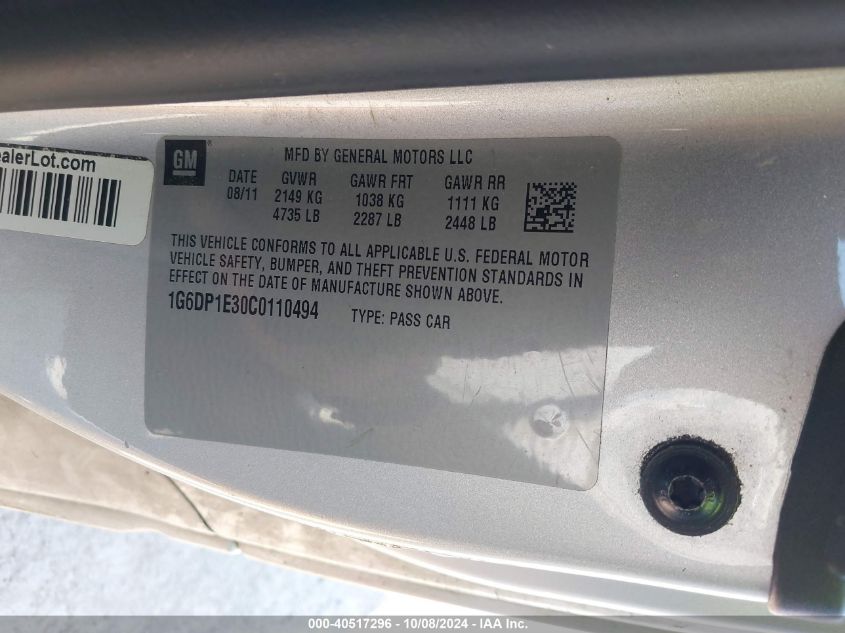 ealerLot.com
GM
MFD BY GENERAL MOTORS LLC
DATE GVWR GAWR FRT GAWR RR
08/11 2149 KG 1038 KG 1111 KG
4735 LB 2287 LB 2448 LB
THIS VEHICLE CONFORMS TO ALL APPLICABLE U.S. FEDERAL MOTOR
VEHICLE SAFETY, BUMPER, AND THEFT PREVENTION STANDARDS IN
EFFECT ON THE DATE OF MANUFACTURE SHOWN ABOVE.
1G6DP1E30C0110494 TYPE: PASS CAR
000-40517296 - 10/08/2024 - IAA Inc.